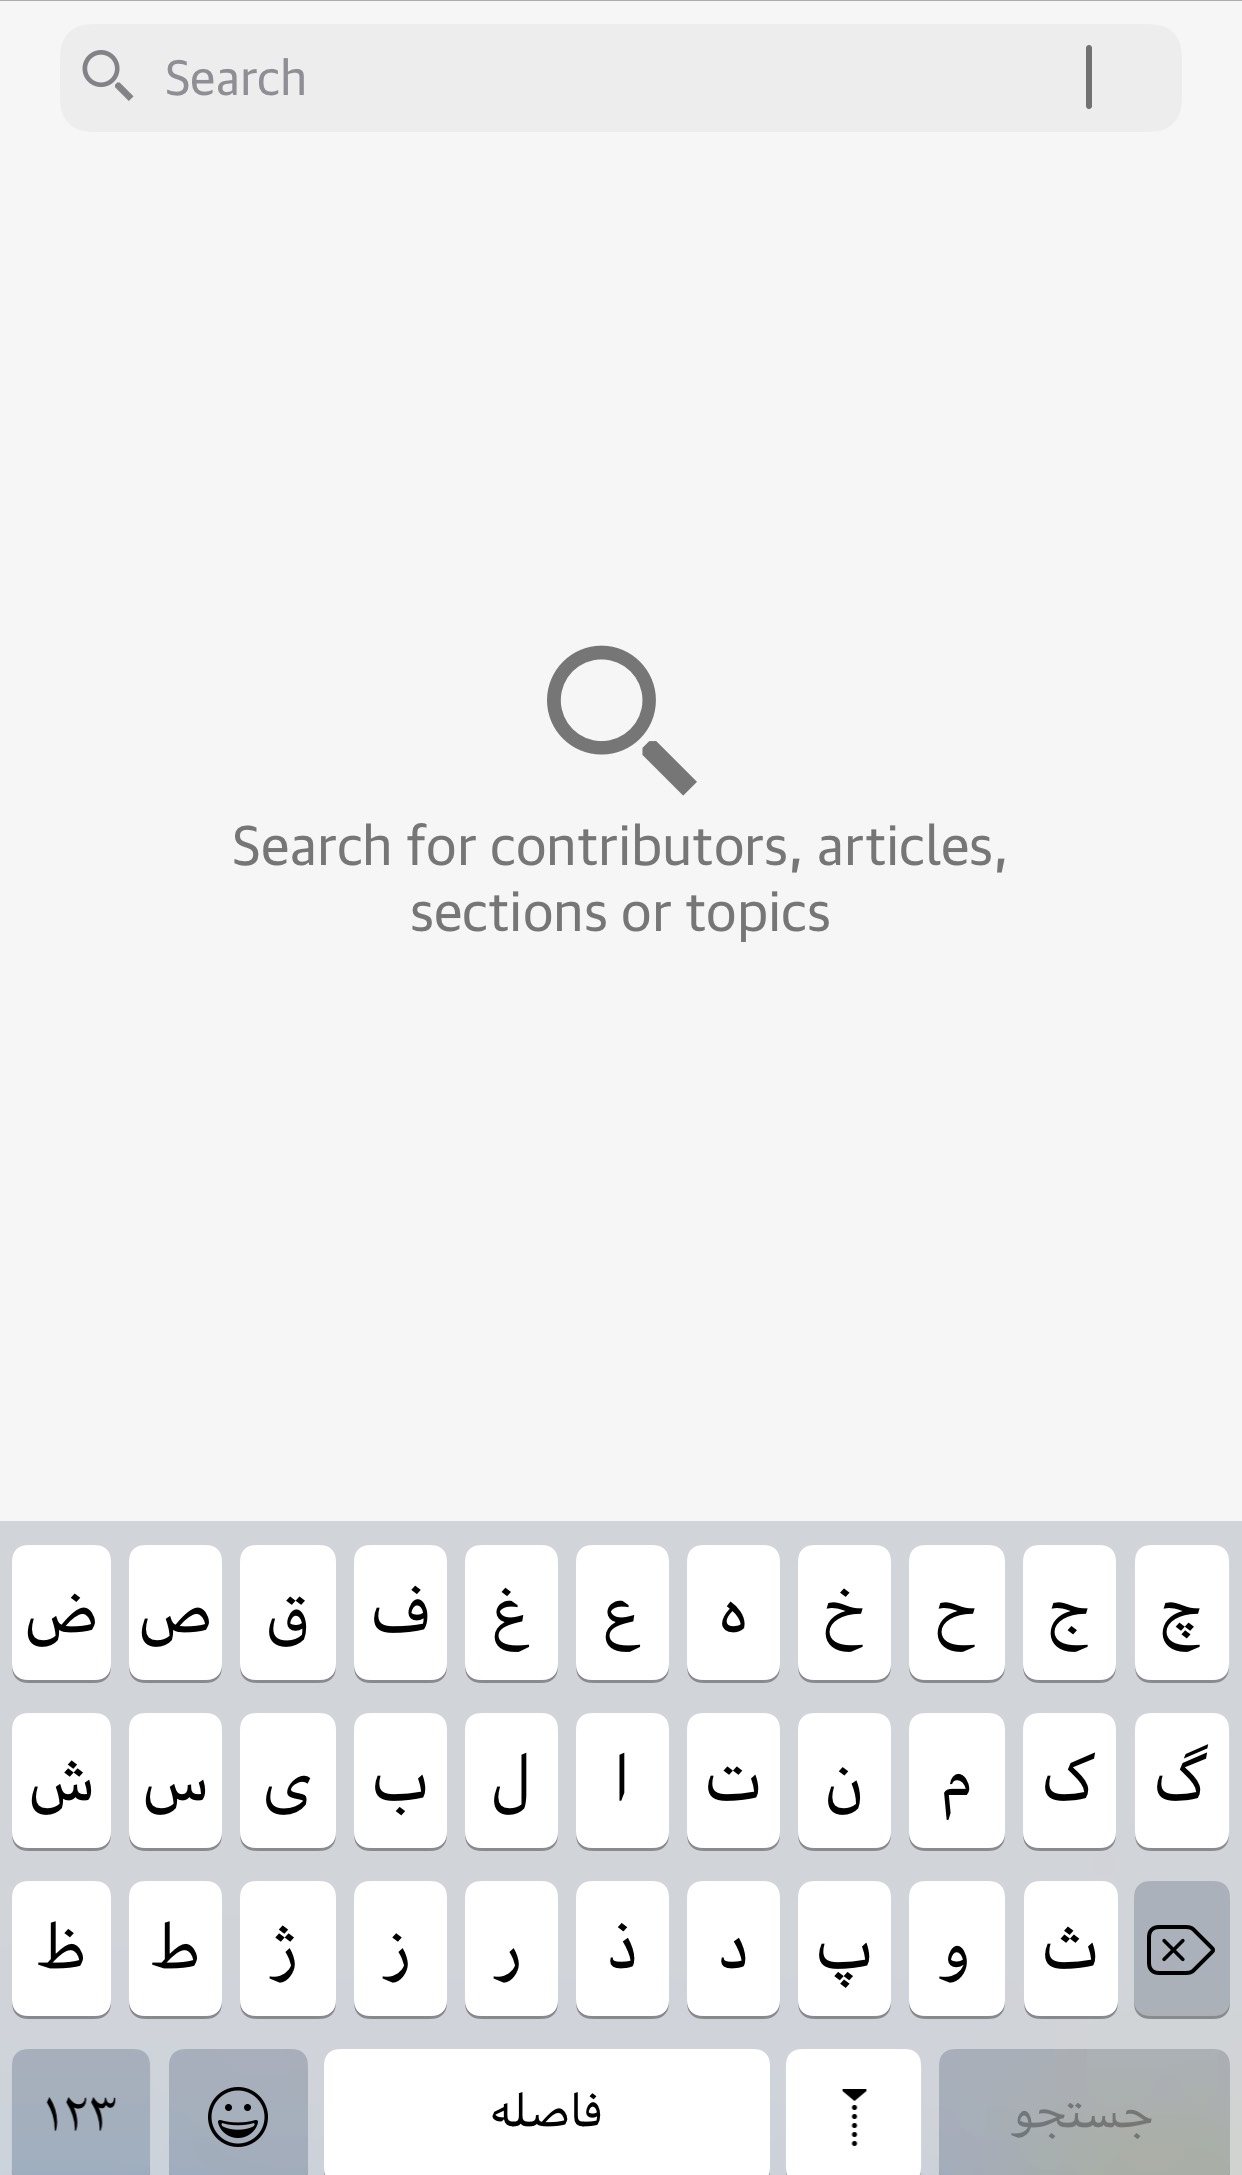 Search
Search for contributors, articles,
sections or topics
ض ص ق ف غ ع ه خ ح ج چ
ش س ی ب ل ا ت ن م ک گ
ظ ط ژ ز ر ذ د پ و ث
۱۲۳ فاصله جستجو